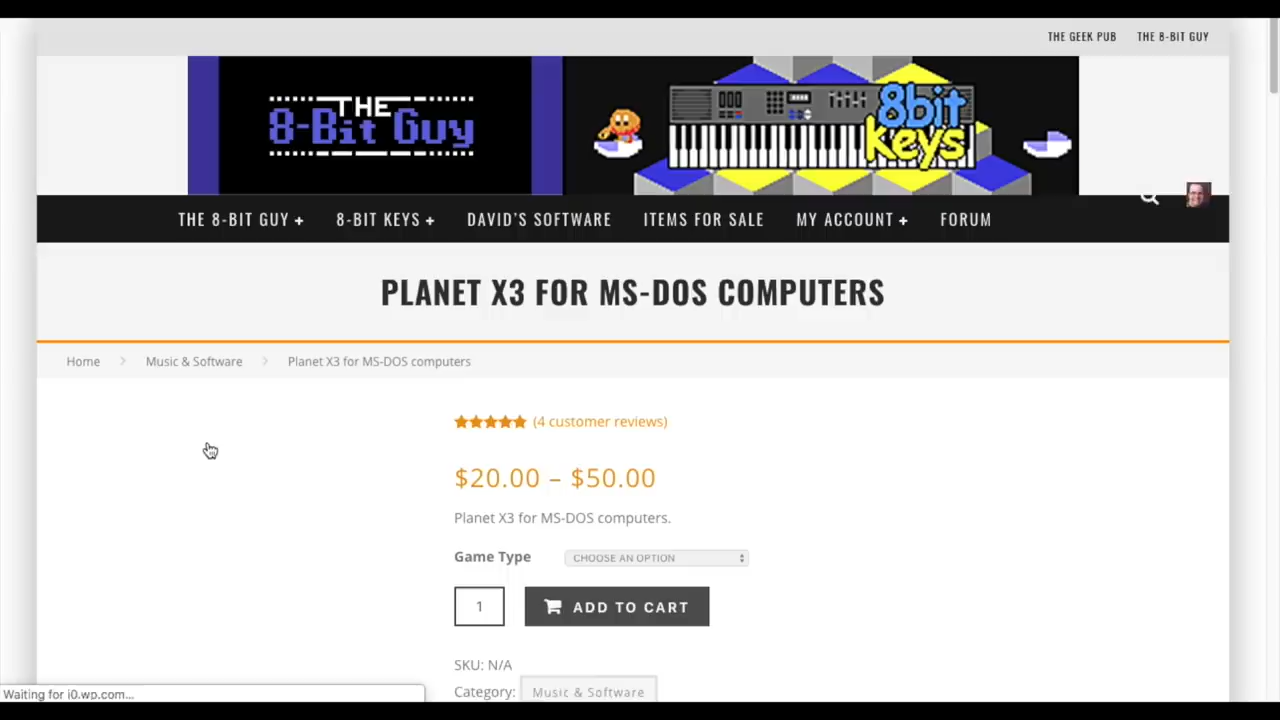 THE GEEK PUB THE 8-BIT GUY
THE
8-Bit Guy
8bit
keys
THE 8-BIT GUY + 8-BIT KEYS + DAVID'S SOFTWARE ITEMS FOR SALE MY ACCOUNT + FORUM
PLANET X3 FOR MS-DOS COMPUTERS
Home > Music & Software > Planet X3 for MS-DOS computers
(4 customer reviews)
$20.00 – $50.00
Planet X3 for MS-DOS computers.
Game Type CHOOSE AN OPTION
1 ADD TO CART
SKU: N/A
Category: Music & Software
Waiting for i0.wp.com...